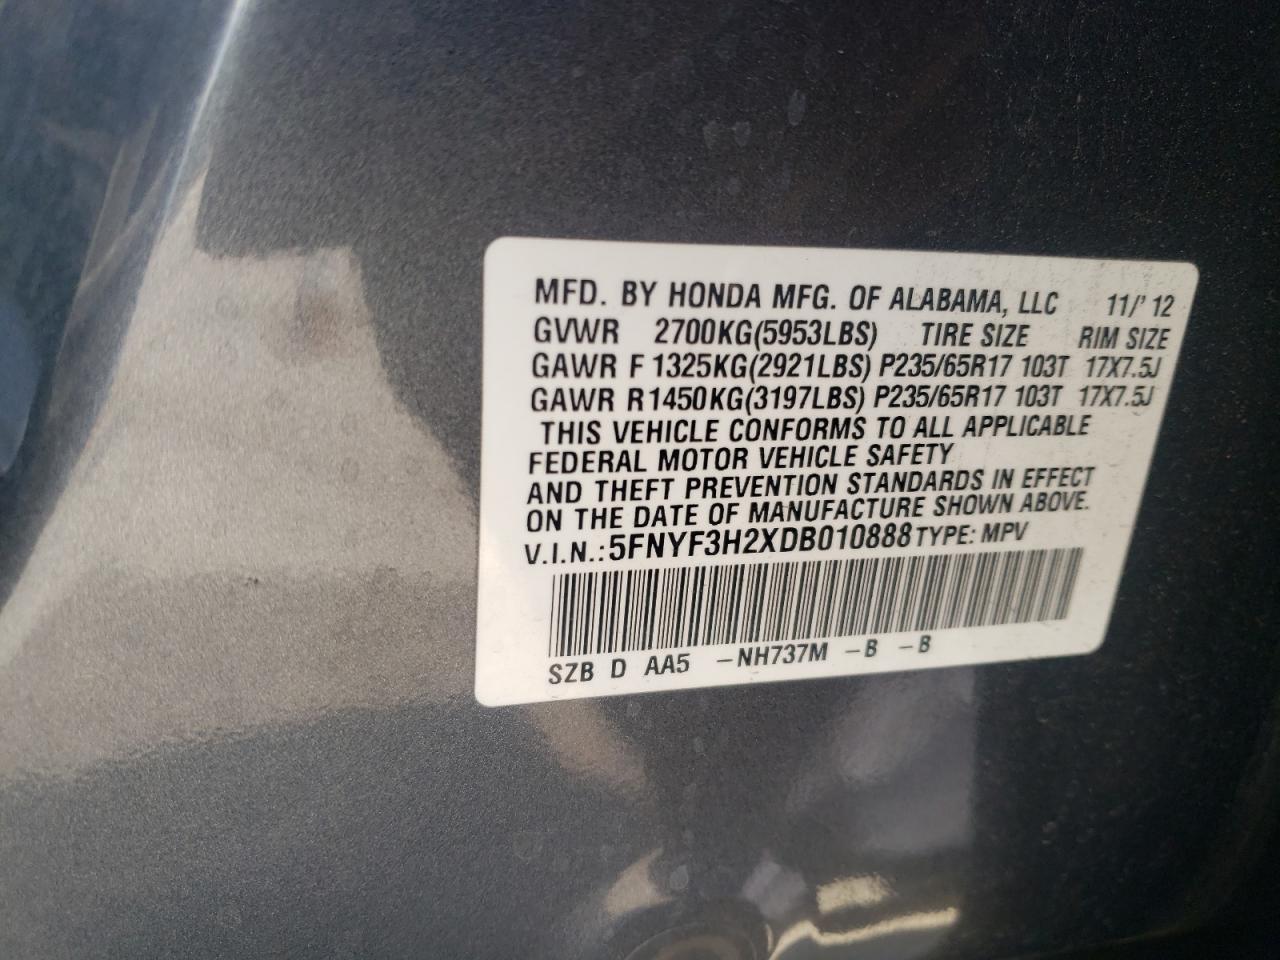 MFD. BY HONDA MFG. OF ALABAMA, LLC 11/'12
GVWR 2700KG(5953LBS) TIRE SIZE RIM SIZE
GAWR F 1325KG(2921LBS) P235/65R17 103T 17X7.5J
GAWR R 1450KG(3197LBS) P235/65R17 103T 17X7.5J
THIS VEHICLE CONFORMS TO ALL APPLICABLE
FEDERAL MOTOR VEHICLE SAFETY
AND THEFT PREVENTION STANDARDS IN EFFECT
ON THE DATE OF MANUFACTURE SHOWN ABOVE.
V.I.N.: 5FNYF3H2XDB010888 TYPE: MPV
SZB D AA5 -NH737M -B -B